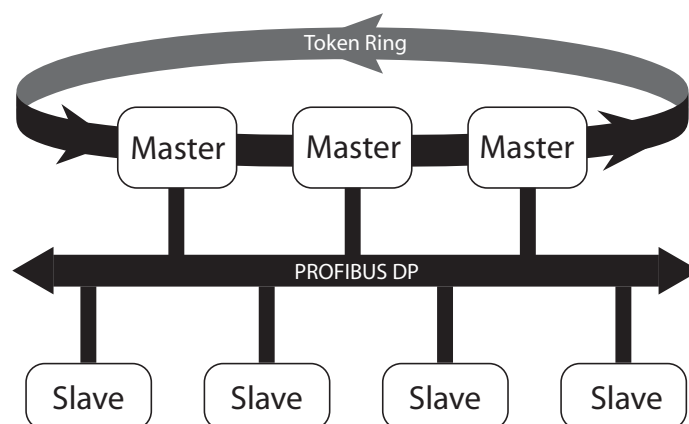 Token Ring
Master
Master
Master
PROFIBUS DP
Slave
Slave
Slave
Slave